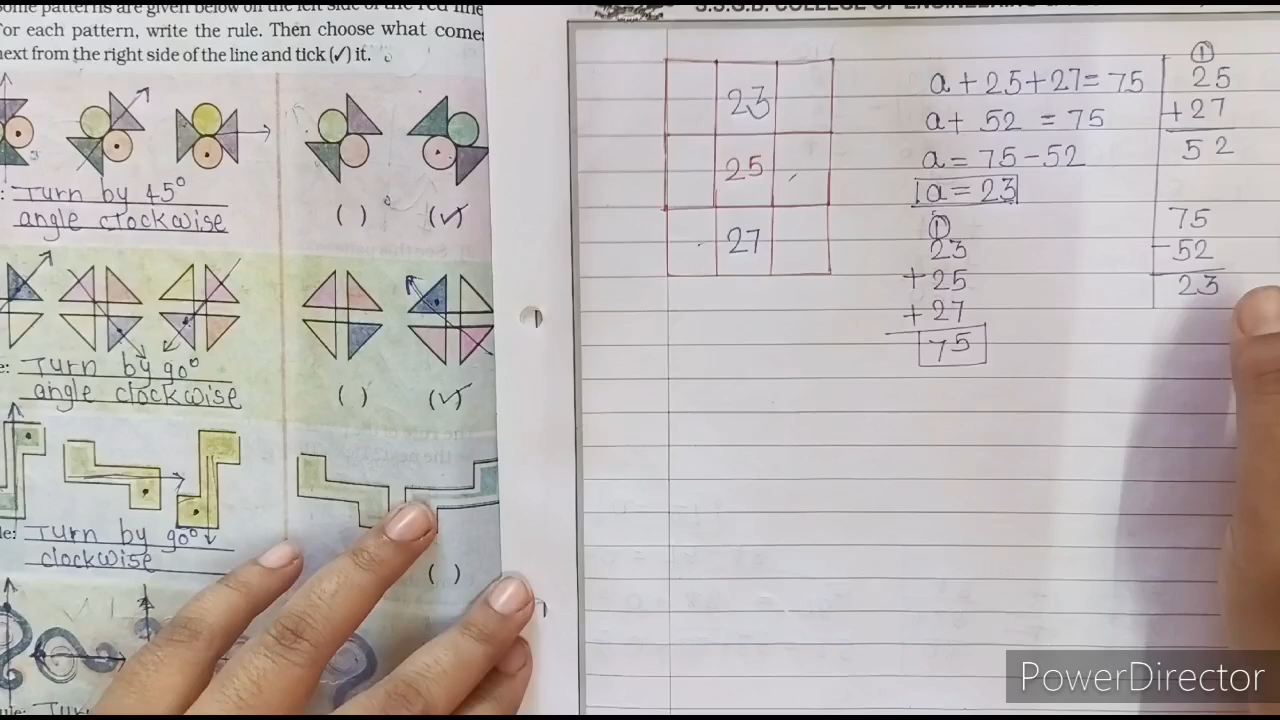 For each pattern, write the rule. Then choose what come
next from the right side of the line and tick (✓) it.
Turn by 45°
angle clockwise
( ) (✓)
Turn by 90°
angle clockwise
( ) (✓)
Turn by 90°
clockwise
( )
23
25
27
a + 25 + 27 = 75
a + 52 = 75
a = 75 - 52
a = 23
1
23
+ 25
+ 27
75
1
25
+ 27
52
75
- 52
23
PowerDirector